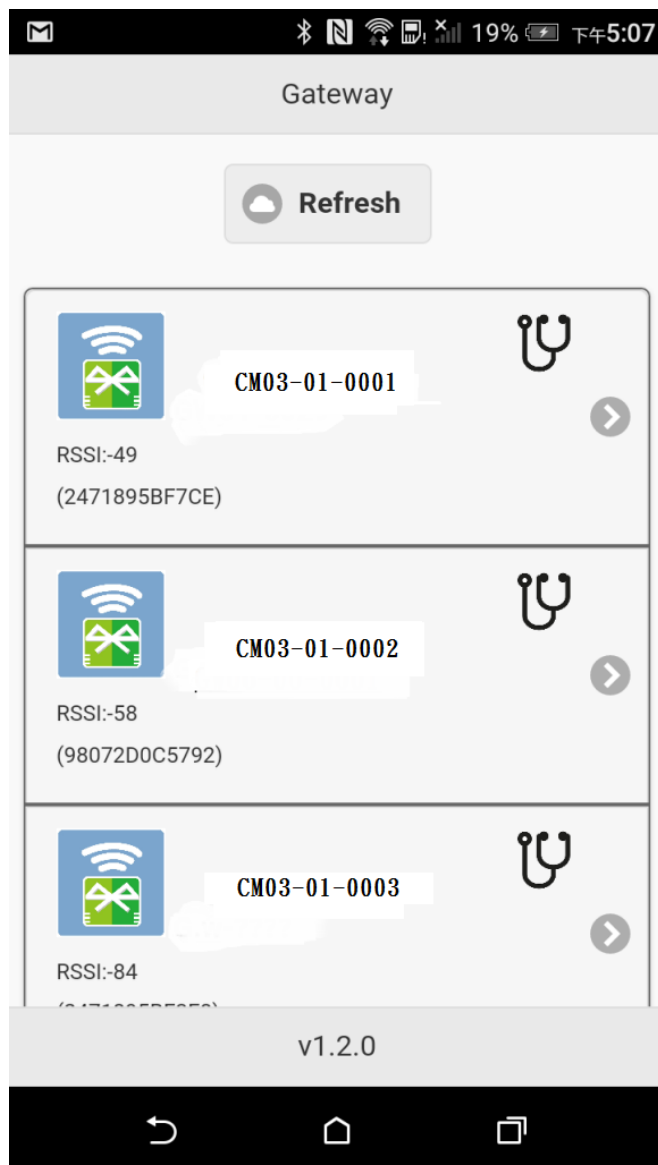 19% 下午5:07
Gateway
Refresh
CM03-01-0001
RSSI:-49
(2471895BF7CE)
CM03-01-0002
RSSI:-58
(98072D0C5792)
CM03-01-0003
RSSI:-84
v1.2.0